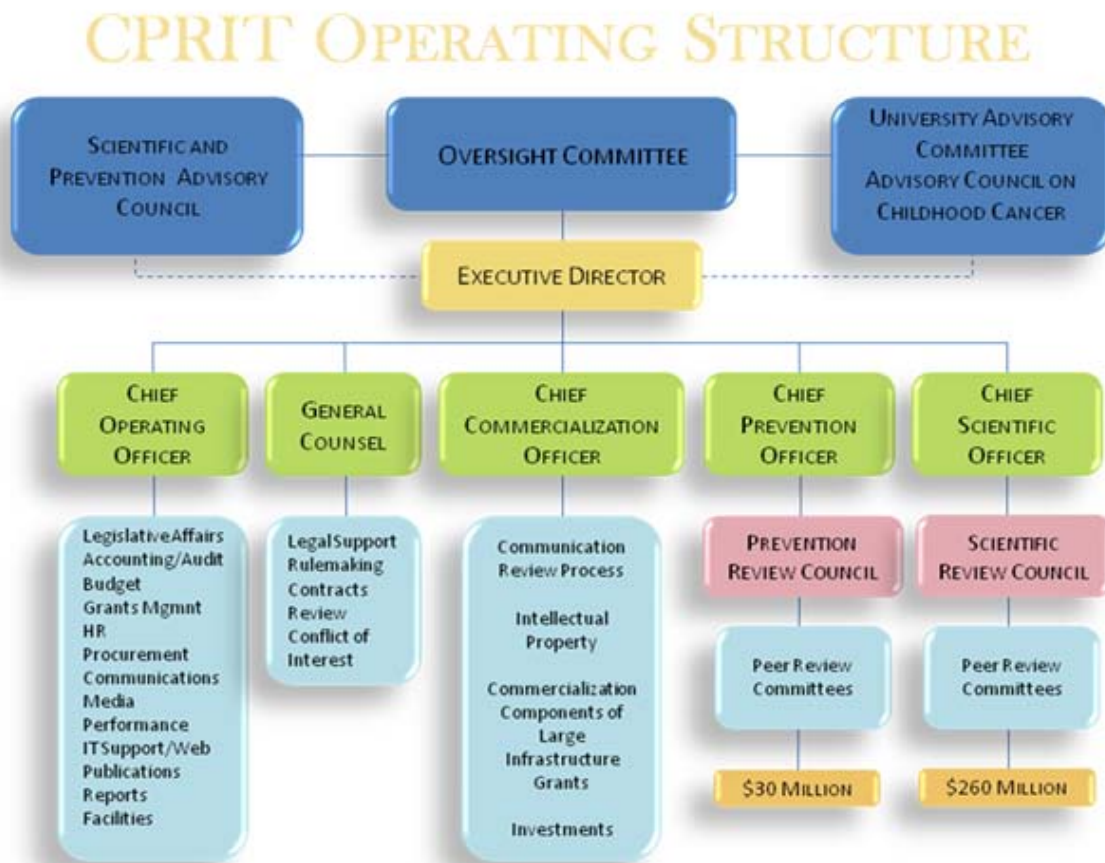 CPRIT OPERATING STRUCTURE
SCIENTIFIC AND
PREVENTION ADVISORY
COUNCIL
OVERSIGHT COMMITTEE
UNIVERSITY ADVISORY
COMMITTEE
ADVISORY COUNCIL ON
CHILDHOOD CANCER
EXECUTIVE DIRECTOR
CHIEF
OPERATING
OFFICER
GENERAL
COUNSEL
CHIEF
COMMERCIALIZATION
OFFICER
CHIEF
PREVENTION
OFFICER
CHIEF
SCIENTIFIC
OFFICER
Legislative Affairs
Accounting/Audit
Budget
Grants Mgmnt
HR
Procurement
Communications
Media
Performance
IT Support/Web
Publications
Reports
Facilities
Legal Support
Rulemaking
Contracts
Review
Conflict of
Interest
Communication
Review Process
Intellectual
Property
Commercialization
Components of
Large
Infrastructure
Grants
Investments
PREVENTION
REVIEW COUNCIL
Peer Review
Committees
$30 MILLION
SCIENTIFIC
REVIEW COUNCIL
Peer Review
Committees
$260 MILLION